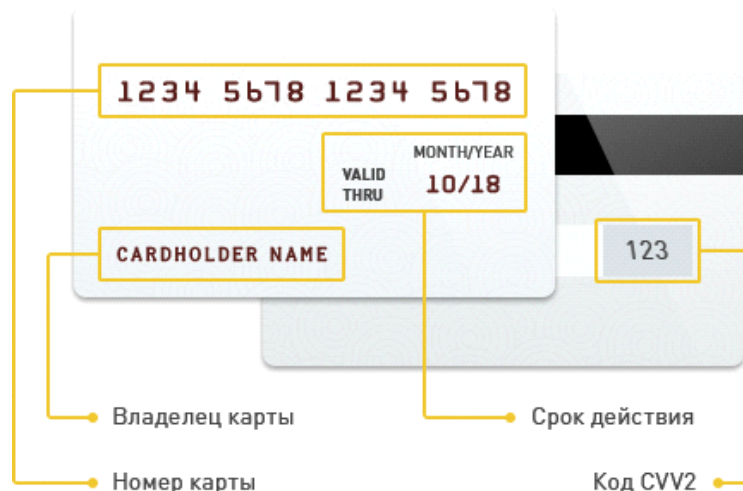 1234 5678 1234 5678
MONTH/YEAR
VALID THRU 10/18
123
CARDHOLDER NAME
Владелец карты
Срок действия
Номер карты
Код CVV2